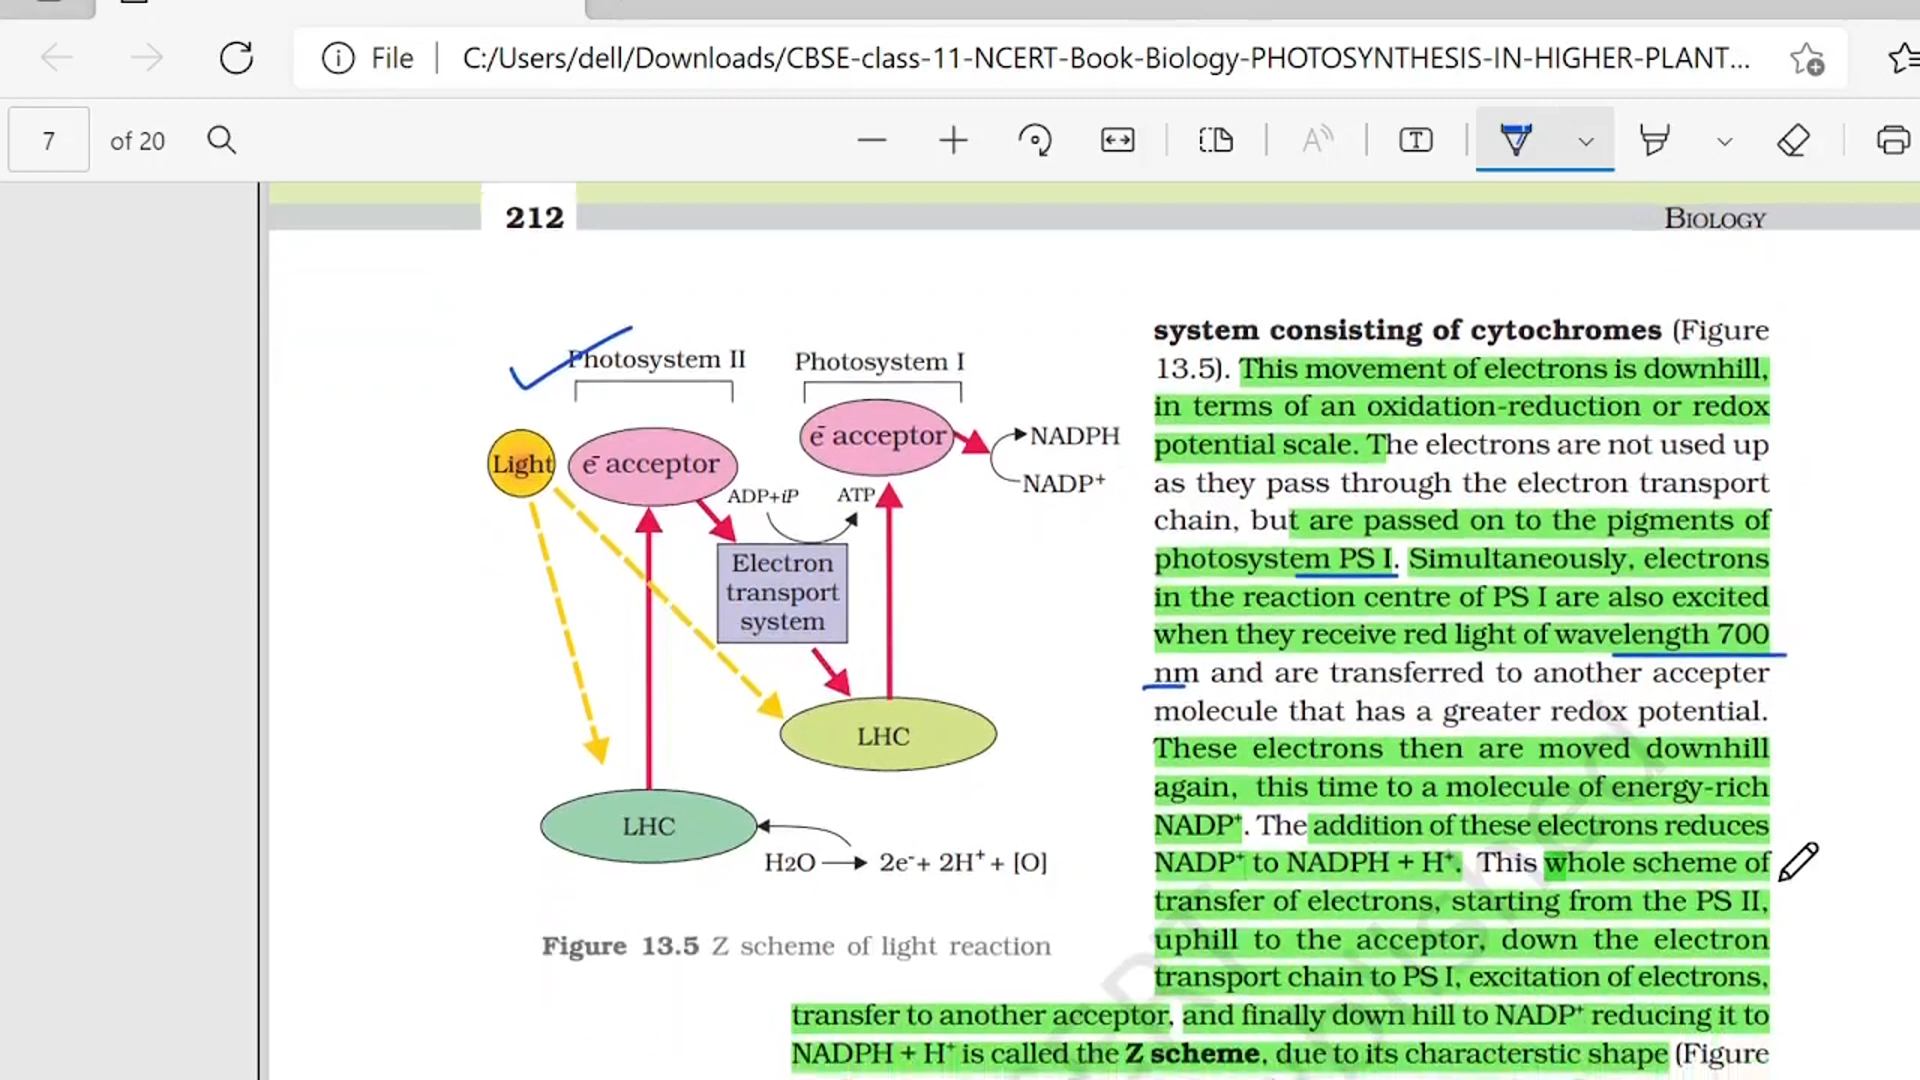 File C:/Users/dell/Downloads/CBSE-class-11-NCERT-Book-Biology-PHOTOSYNTHESIS-IN-HIGHER-PLANT...
7 of 20
212
BIOLOGY
Photosystem II
Photosystem I
Light
e⁻ acceptor
e⁻ acceptor
NADPH
NADP⁺
ADP+iP
ATP
Electron
transport
system
LHC
LHC
H2O → 2e⁻+ 2H⁺ + [O]
Figure 13.5 Z scheme of light reaction
system consisting of cytochromes (Figure
13.5). This movement of electrons is downhill,
in terms of an oxidation-reduction or redox
potential scale. The electrons are not used up
as they pass through the electron transport
chain, but are passed on to the pigments of
photosystem PS I. Simultaneously, electrons
in the reaction centre of PS I are also excited
when they receive red light of wavelength 700
nm and are transferred to another accepter
molecule that has a greater redox potential.
These electrons then are moved downhill
again, this time to a molecule of energy-rich
NADP⁺. The addition of these electrons reduces
NADP⁺ to NADPH + H⁺. This whole scheme of
transfer of electrons, starting from the PS II,
uphill to the acceptor, down the electron
transport chain to PS I, excitation of electrons,
transfer to another acceptor, and finally down hill to NADP⁺ reducing it to
NADPH + H⁺ is called the Z scheme, due to its characterstic shape (Figure